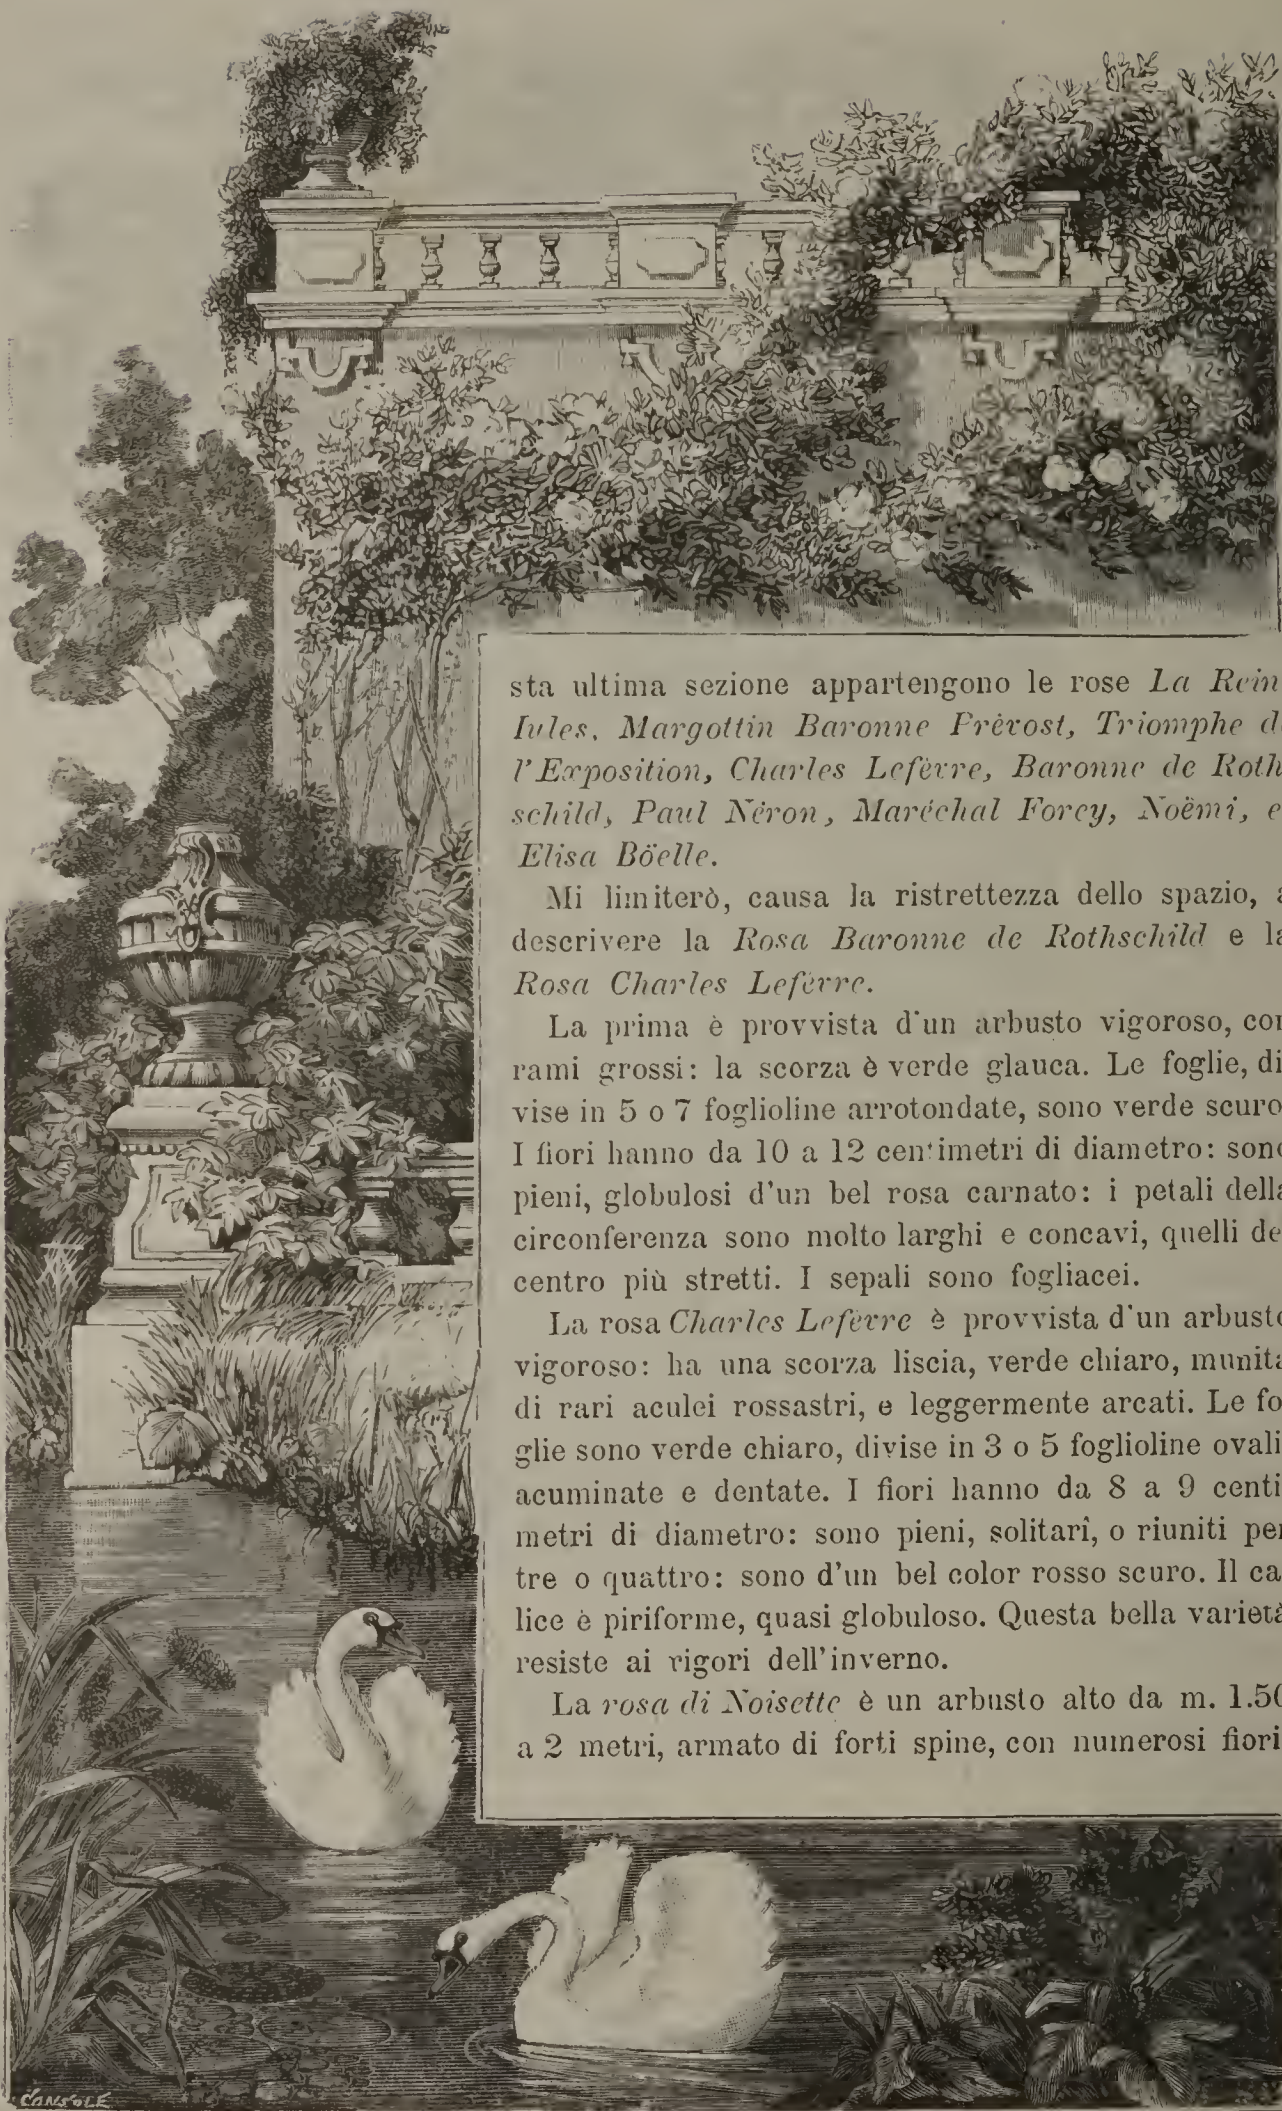 sta ultima sezione appartengono le rose La Rein
Iules, Margottin Baronne Prévost, Triomphe d
l'Exposition, Charles Lefèvre, Baronne de Roth
schild, Paul Néron, Maréchal Forey, Noëmi, e
Elisa Böelle.
Mi limiterò, causa la ristrettezza dello spazio, a
descrivere la Rosa Baronne de Rothschild e la
Rosa Charles Lefèvre.
La prima è provvista d'un arbusto vigoroso, con
rami grossi: la scorza è verde glauca. Le foglie, di
vise in 5 o 7 foglioline arrotondate, sono verde scuro
I fiori hanno da 10 a 12 centimetri di diametro: sono
pieni, globulosi d'un bel rosa carnato: i petali della
circonferenza sono molto larghi e concavi, quelli de
centro più stretti. I sepali sono fogliacei.
La rosa Charles Lefèvre è provvista d'un arbusto
vigoroso: ha una scorza liscia, verde chiaro, munita
di rari aculei rossastri, e leggermente arcati. Le fo
glie sono verde chiaro, divise in 3 o 5 foglioline ovali
acuminate e dentate. I fiori hanno da 8 a 9 centi
metri di diametro: sono pieni, solitarî, o riuniti per
tre o quattro: sono d'un bel color rosso scuro. Il ca
lice è piriforme, quasi globuloso. Questa bella varietà
resiste ai rigori dell'inverno.
La rosa di Noisette è un arbusto alto da m. 1.50
a 2 metri, armato di forti spine, con numerosi fiori
CANSOLE